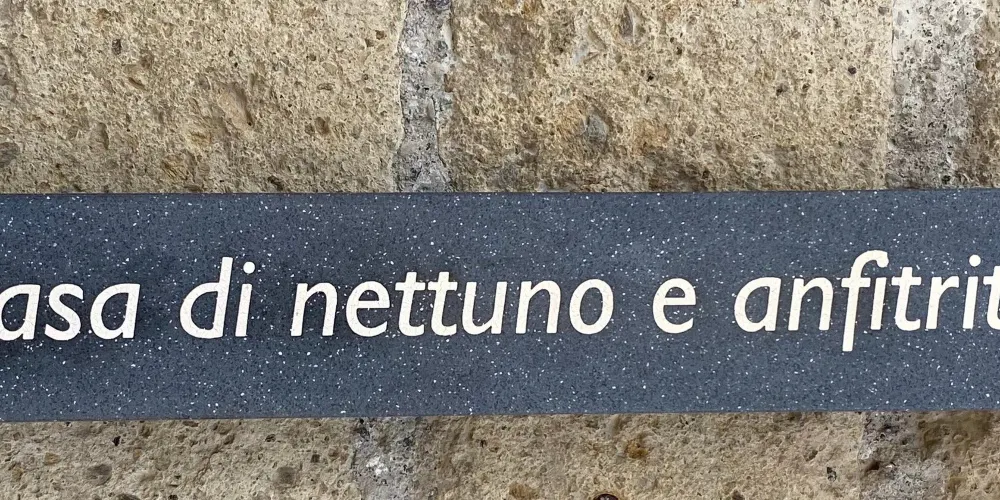 asa di nettuno e anfitrit